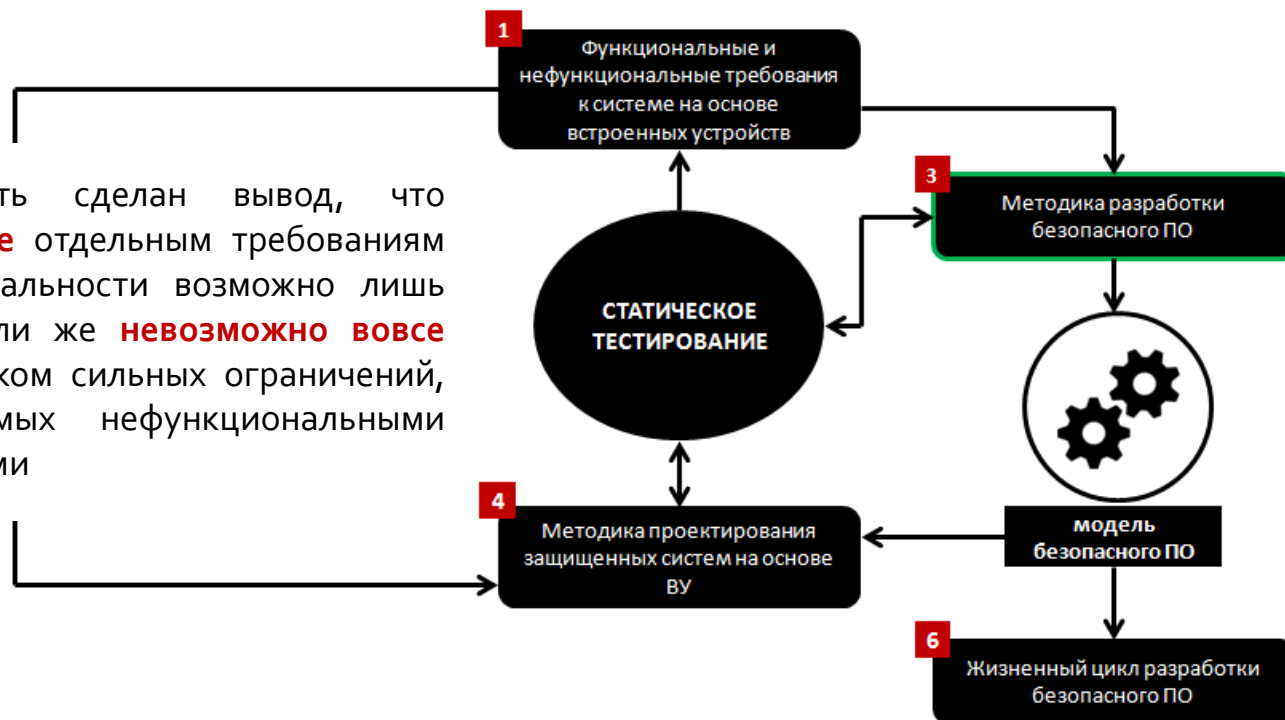 1
Функциональные и
нефункциональные требования
к системе на основе
встроенных устройств
ть сделан вывод, что
е отдельным требованиям
альности возможно лишь
ли же невозможно вовсе
ком сильных ограничений,
мых нефункциональными
ми
3
Методика разработки
безопасного ПО
СТАТИЧЕСКОЕ
ТЕСТИРОВАНИЕ
4
Методика проектирования
защищенных систем на основе
ВУ
модель
безопасного ПО
6
Жизненный цикл разработки
безопасного ПО